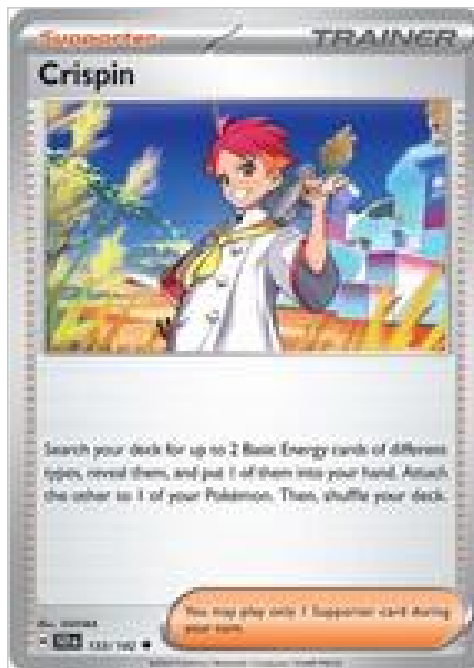 Supporter
TRAINER
Crispin
Search your deck for up to 2 Basic Energy cards of different
types, reveal them, and put 1 of them into your hand. Attach
the other to 1 of your Pokémon. Then, shuffle your deck.
You may play only 1 Supporter card during
your turn.